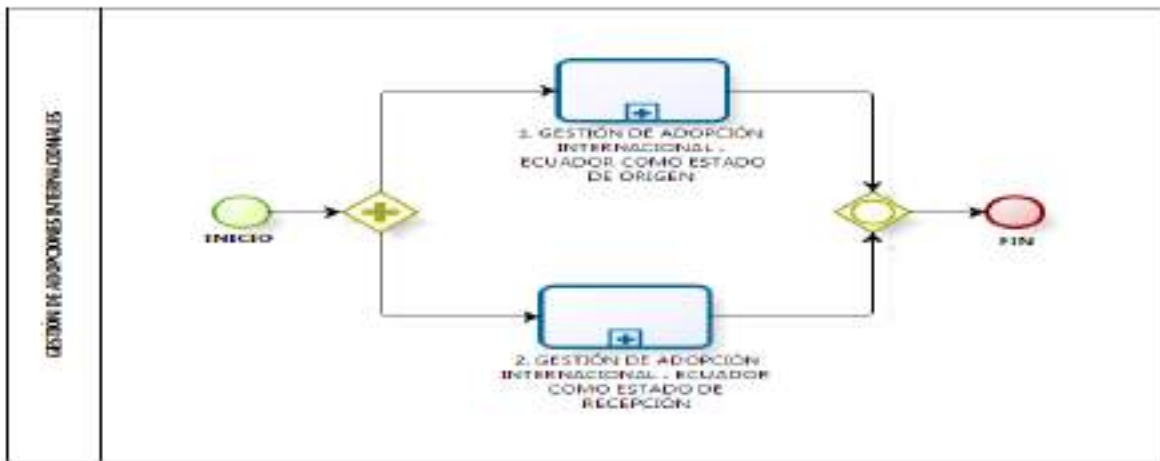 GESTIÓN DE ADOPCIONES INTERNACIONALES
1. GESTIÓN DE ADOPCIÓN
INTERNACIONAL -
ECUADOR COMO ESTADO
DE ORIGEN
INICIO
FIN
2. GESTIÓN DE ADOPCIÓN
INTERNACIONAL - ECUADOR
COMO ESTADO DE
RECEPCIÓN